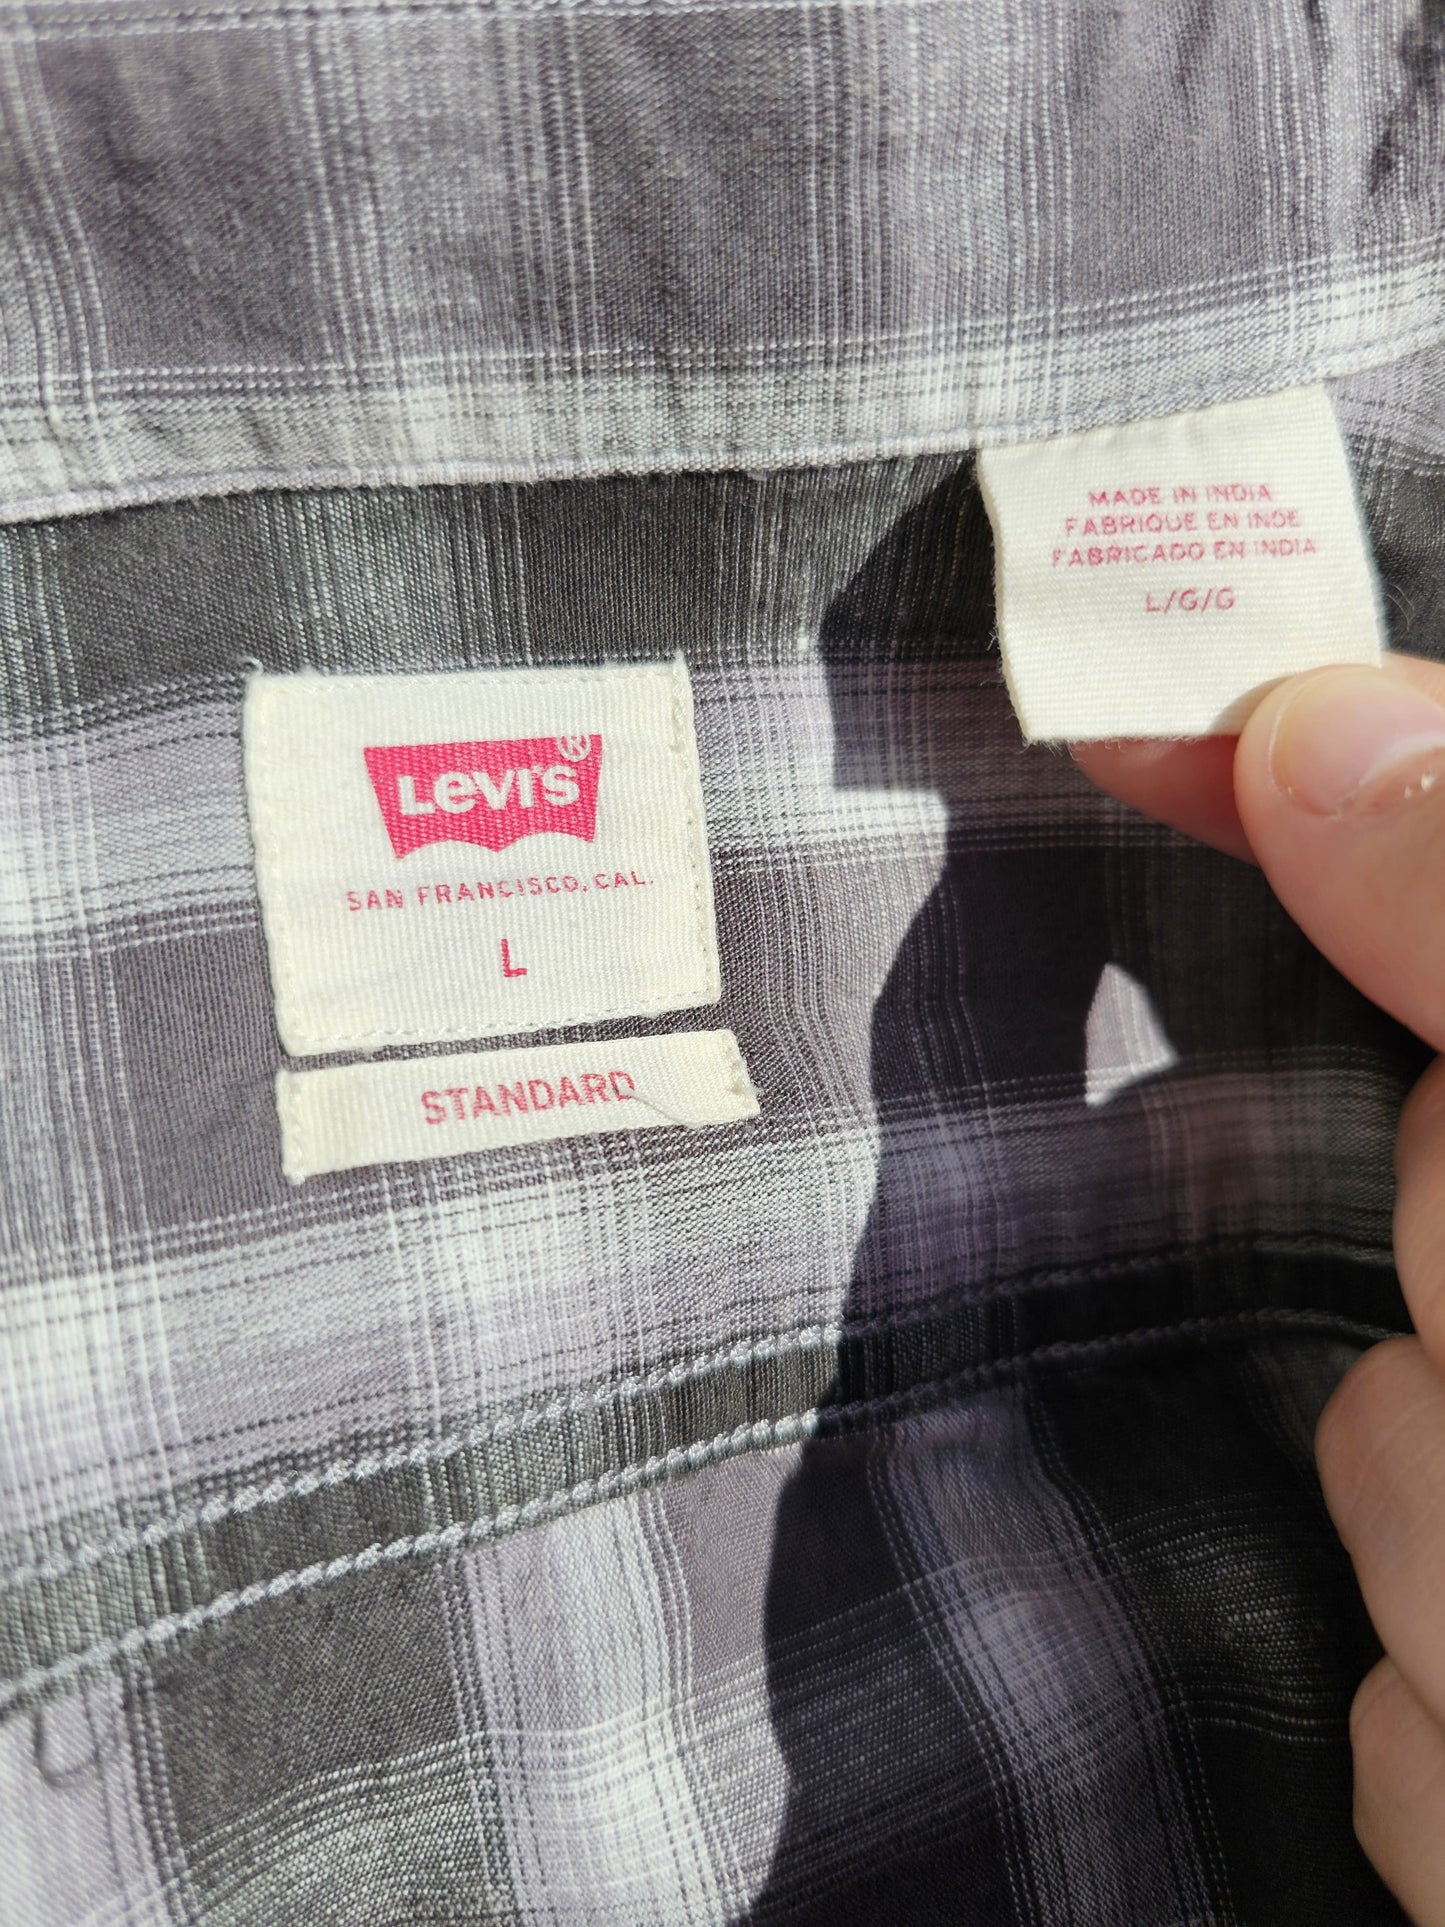 MADE IN INDIA
FABRIQUE EN INDE
FABRICADO EN INDIA
L/G/G
Levi's®
SAN FRANCISCO, CAL.
L
STANDARD